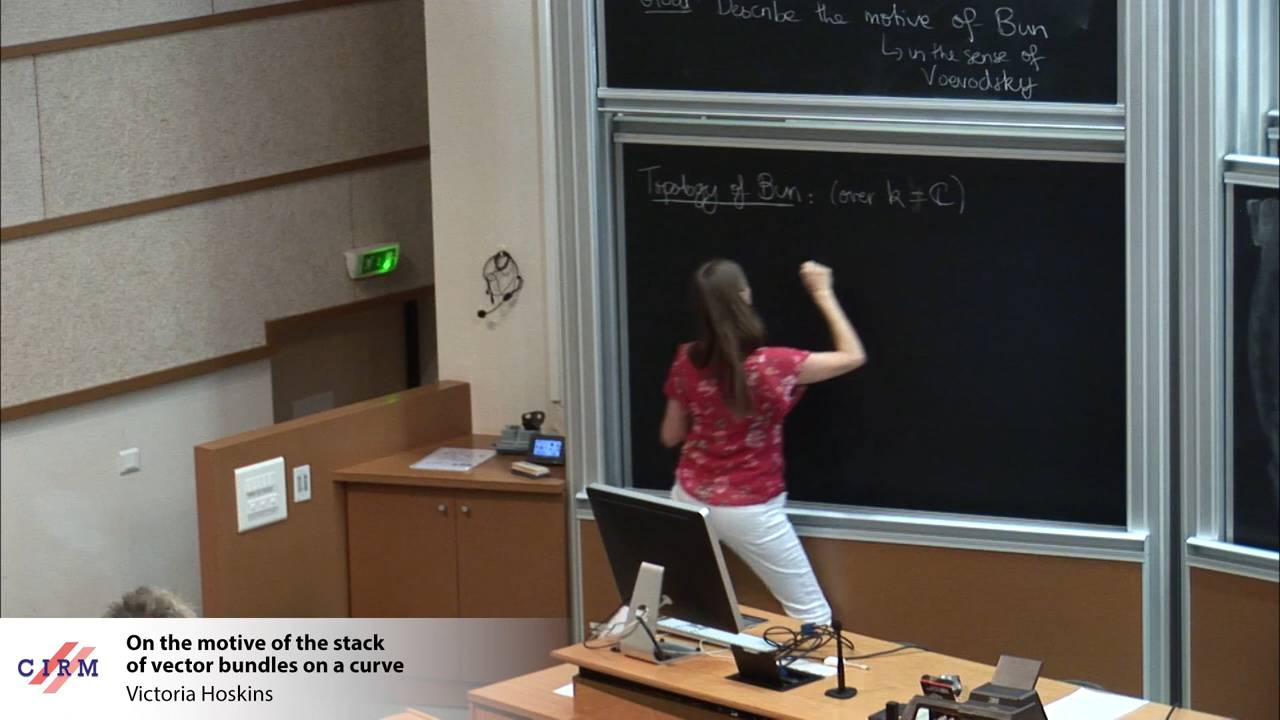 Goal: Describe the motive of Bun
↳ in the sense of
Voevodsky
Topology of Bun: (over k = ℂ)
CIRM
On the motive of the stack
of vector bundles on a curve
Victoria Hoskins